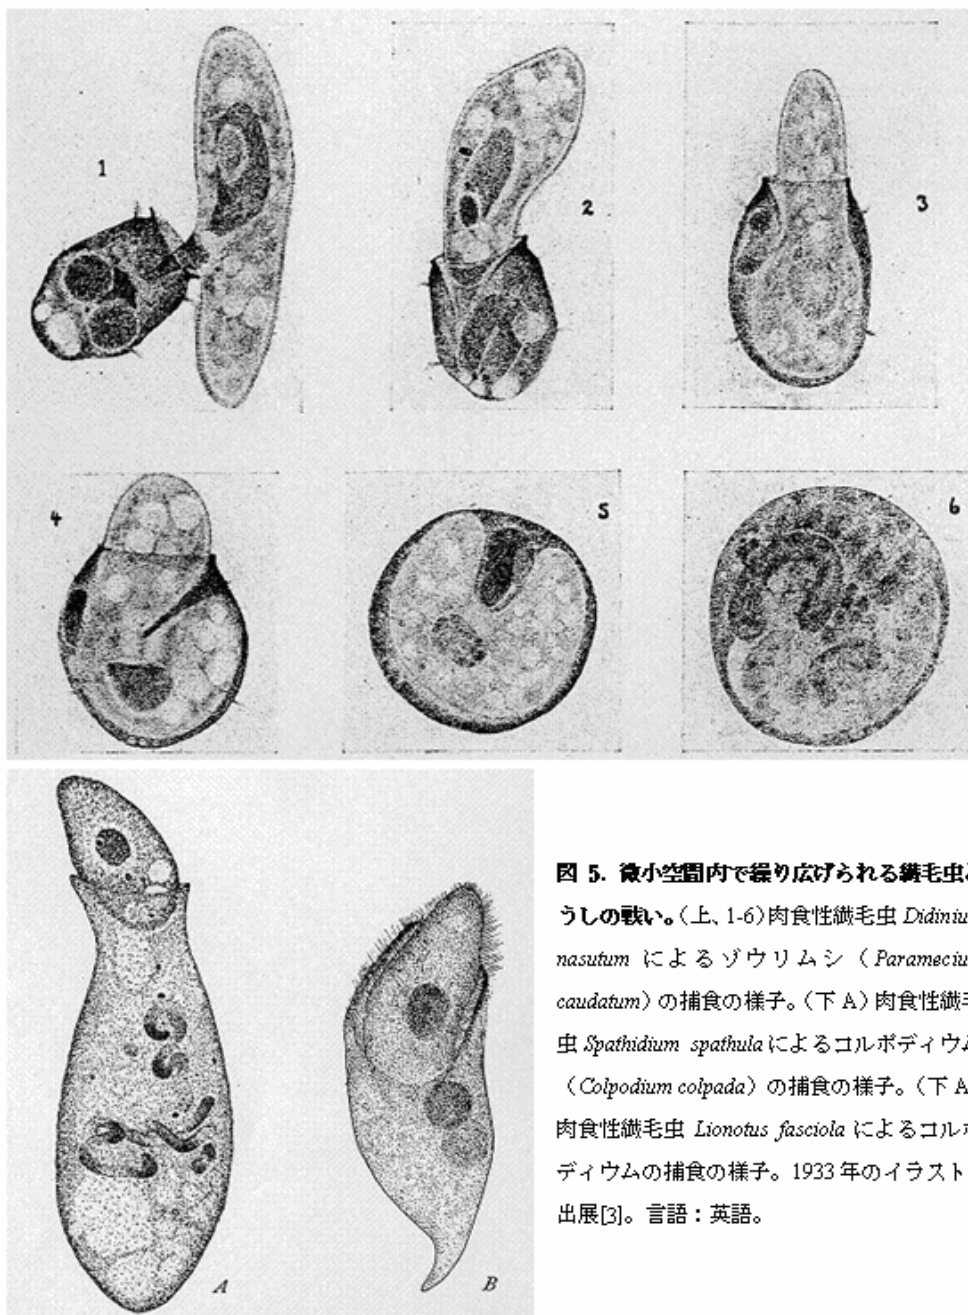 1
2
3
4
5
6
A
B
図 5. 微小空間内で繰り広げられる繊毛虫
うしの戦い。(上、1-6)肉食性繊毛虫 Didiniu
nasutum によるゾウリムシ(Parameciu
caudatum)の捕食の様子。(下 A)肉食性繊
虫 Spathidium spathula によるコルポディウム
(Colpodium colpada)の捕食の様子。(下 A
肉食性繊毛虫 Lionotus fasciola によるコル
ディウムの捕食の様子。1933 年のイラスト
出展[3]。言語:英語。